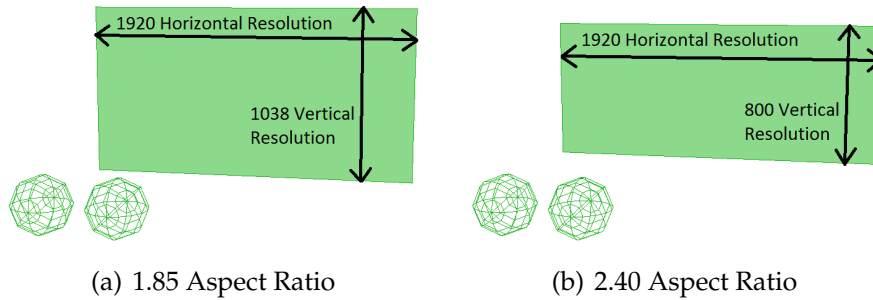 1920 Horizontal Resolution
1038 Vertical
Resolution
(a) 1.85 Aspect Ratio
1920 Horizontal Resolution
800 Vertical
Resolution
(b) 2.40 Aspect Ratio